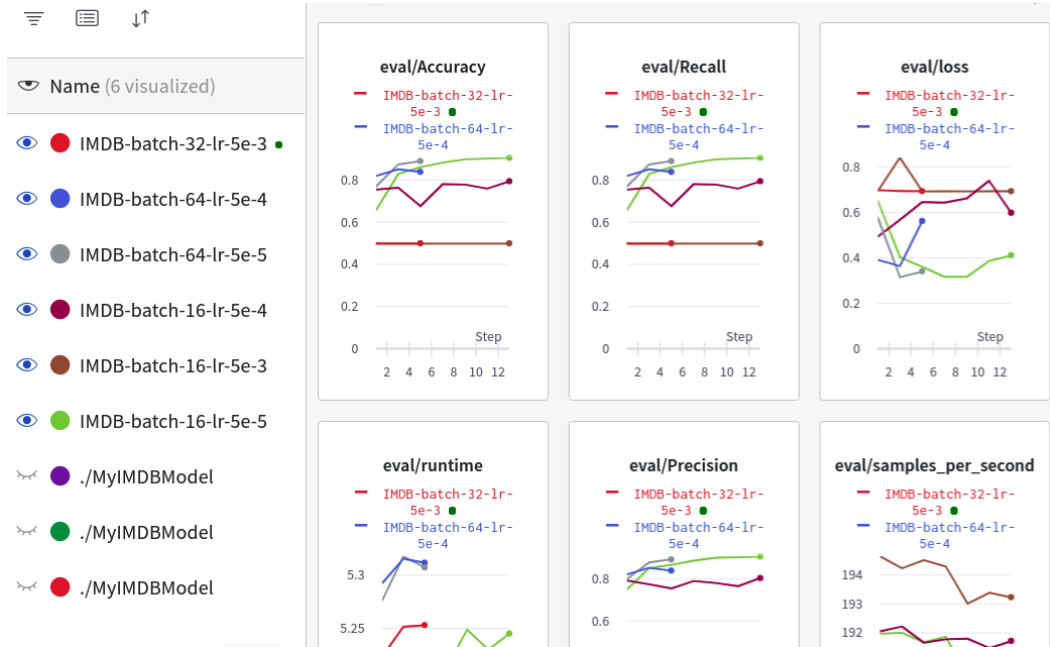 Name (6 visualized)
IMDB-batch-32-lr-5e-3
IMDB-batch-64-lr-5e-4
IMDB-batch-64-lr-5e-5
IMDB-batch-16-lr-5e-4
IMDB-batch-16-lr-5e-3
IMDB-batch-16-lr-5e-5
./MyIMDBModel
./MyIMDBModel
./MyIMDBModel
eval/Accuracy
IMDB-batch-32-lr-
5e-3
IMDB-batch-64-lr-
5e-4
0.8
0.6
0.4
0.2
0
Step
2 4 6 8 10 12
eval/Recall
IMDB-batch-32-lr-
5e-3
IMDB-batch-64-lr-
5e-4
0.8
0.6
0.4
0.2
0
Step
2 4 6 8 10 12
eval/loss
IMDB-batch-32-lr-
5e-3
IMDB-batch-64-lr-
5e-4
0.8
0.6
0.4
0.2
0
Step
2 4 6 8 10 12
eval/runtime
IMDB-batch-32-lr-
5e-3
IMDB-batch-64-lr-
5e-4
5.3
5.25
eval/Precision
IMDB-batch-32-lr-
5e-3
IMDB-batch-64-lr-
5e-4
0.8
0.6
eval/samples_per_second
IMDB-batch-32-lr-
5e-3
IMDB-batch-64-lr-
5e-4
194
193
192